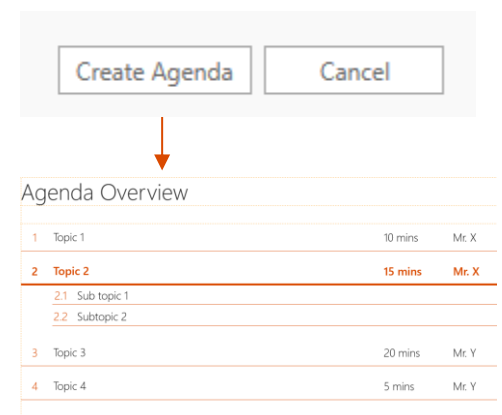 Create Agenda Cancel
Agenda Overview
1 Topic 1 10 mins Mr. X
2 Topic 2 15 mins Mr. X
2.1 Sub topic 1
2.2 Subtopic 2
3 Topic 3 20 mins Mr. Y
4 Topic 4 5 mins Mr. Y